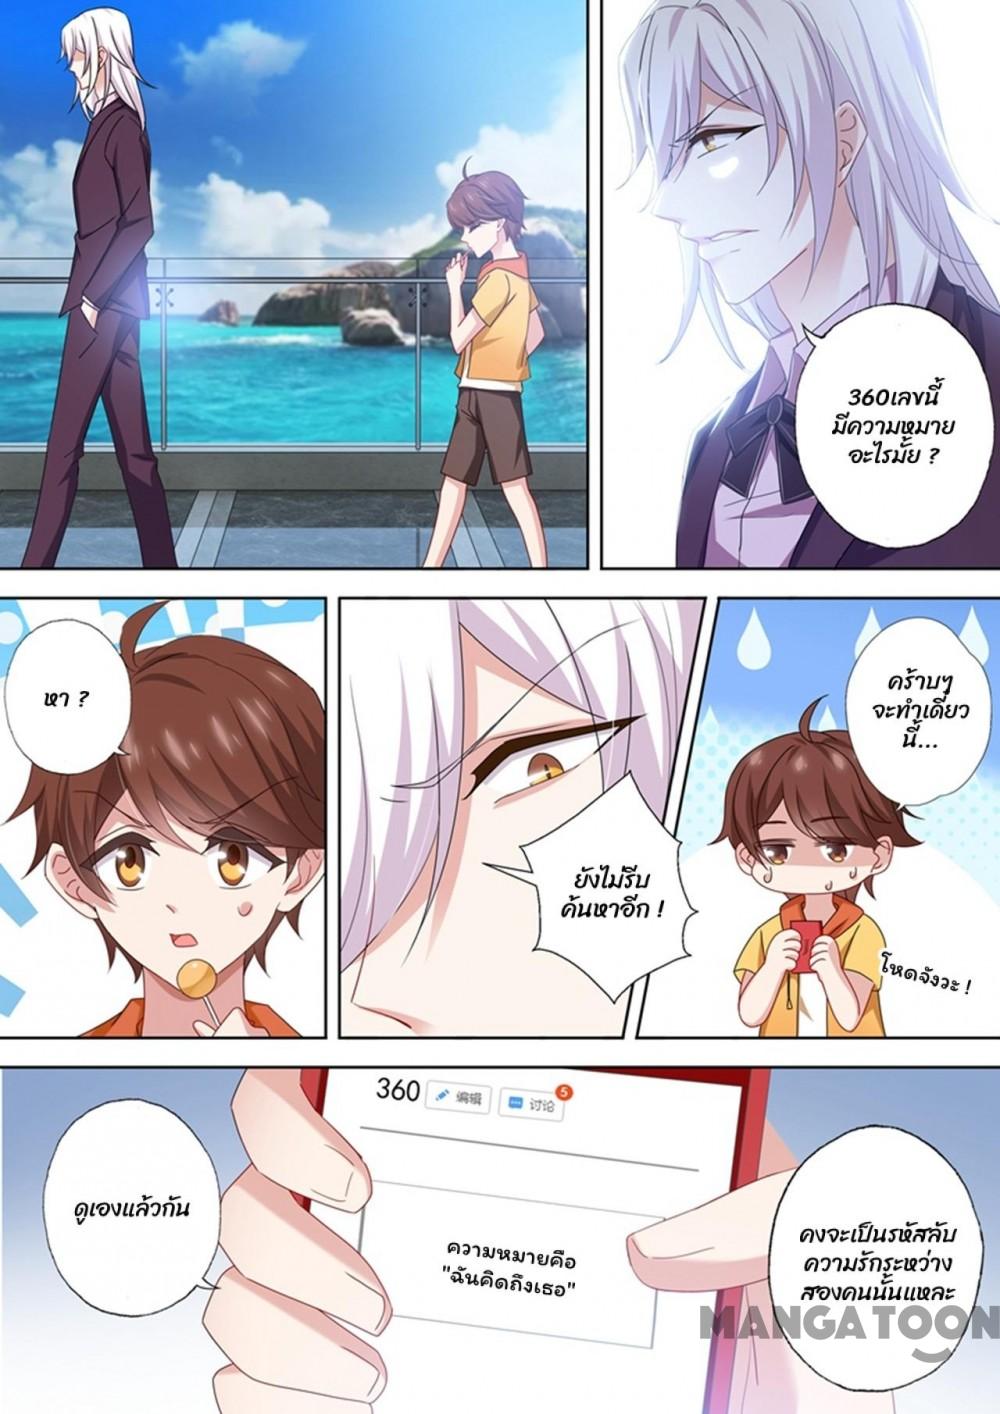 360เลขนี้
มีความหมาย
อะไรมั้ย ?
หา ?
ยังไม่รีบ
ค้นหาอีก !
คร้าบๆ
จะทำเดี๋ยว
นี้...
โหดจังวะ !
360 编辑 讨论 5
ดูเองแล้วกัน
ความหมายคือ
"ฉันคิดถึงเธอ"
คงจะเป็นรหัสลับ
ความรักระหว่าง
สองคนนั้นแหละ
MANGATOON